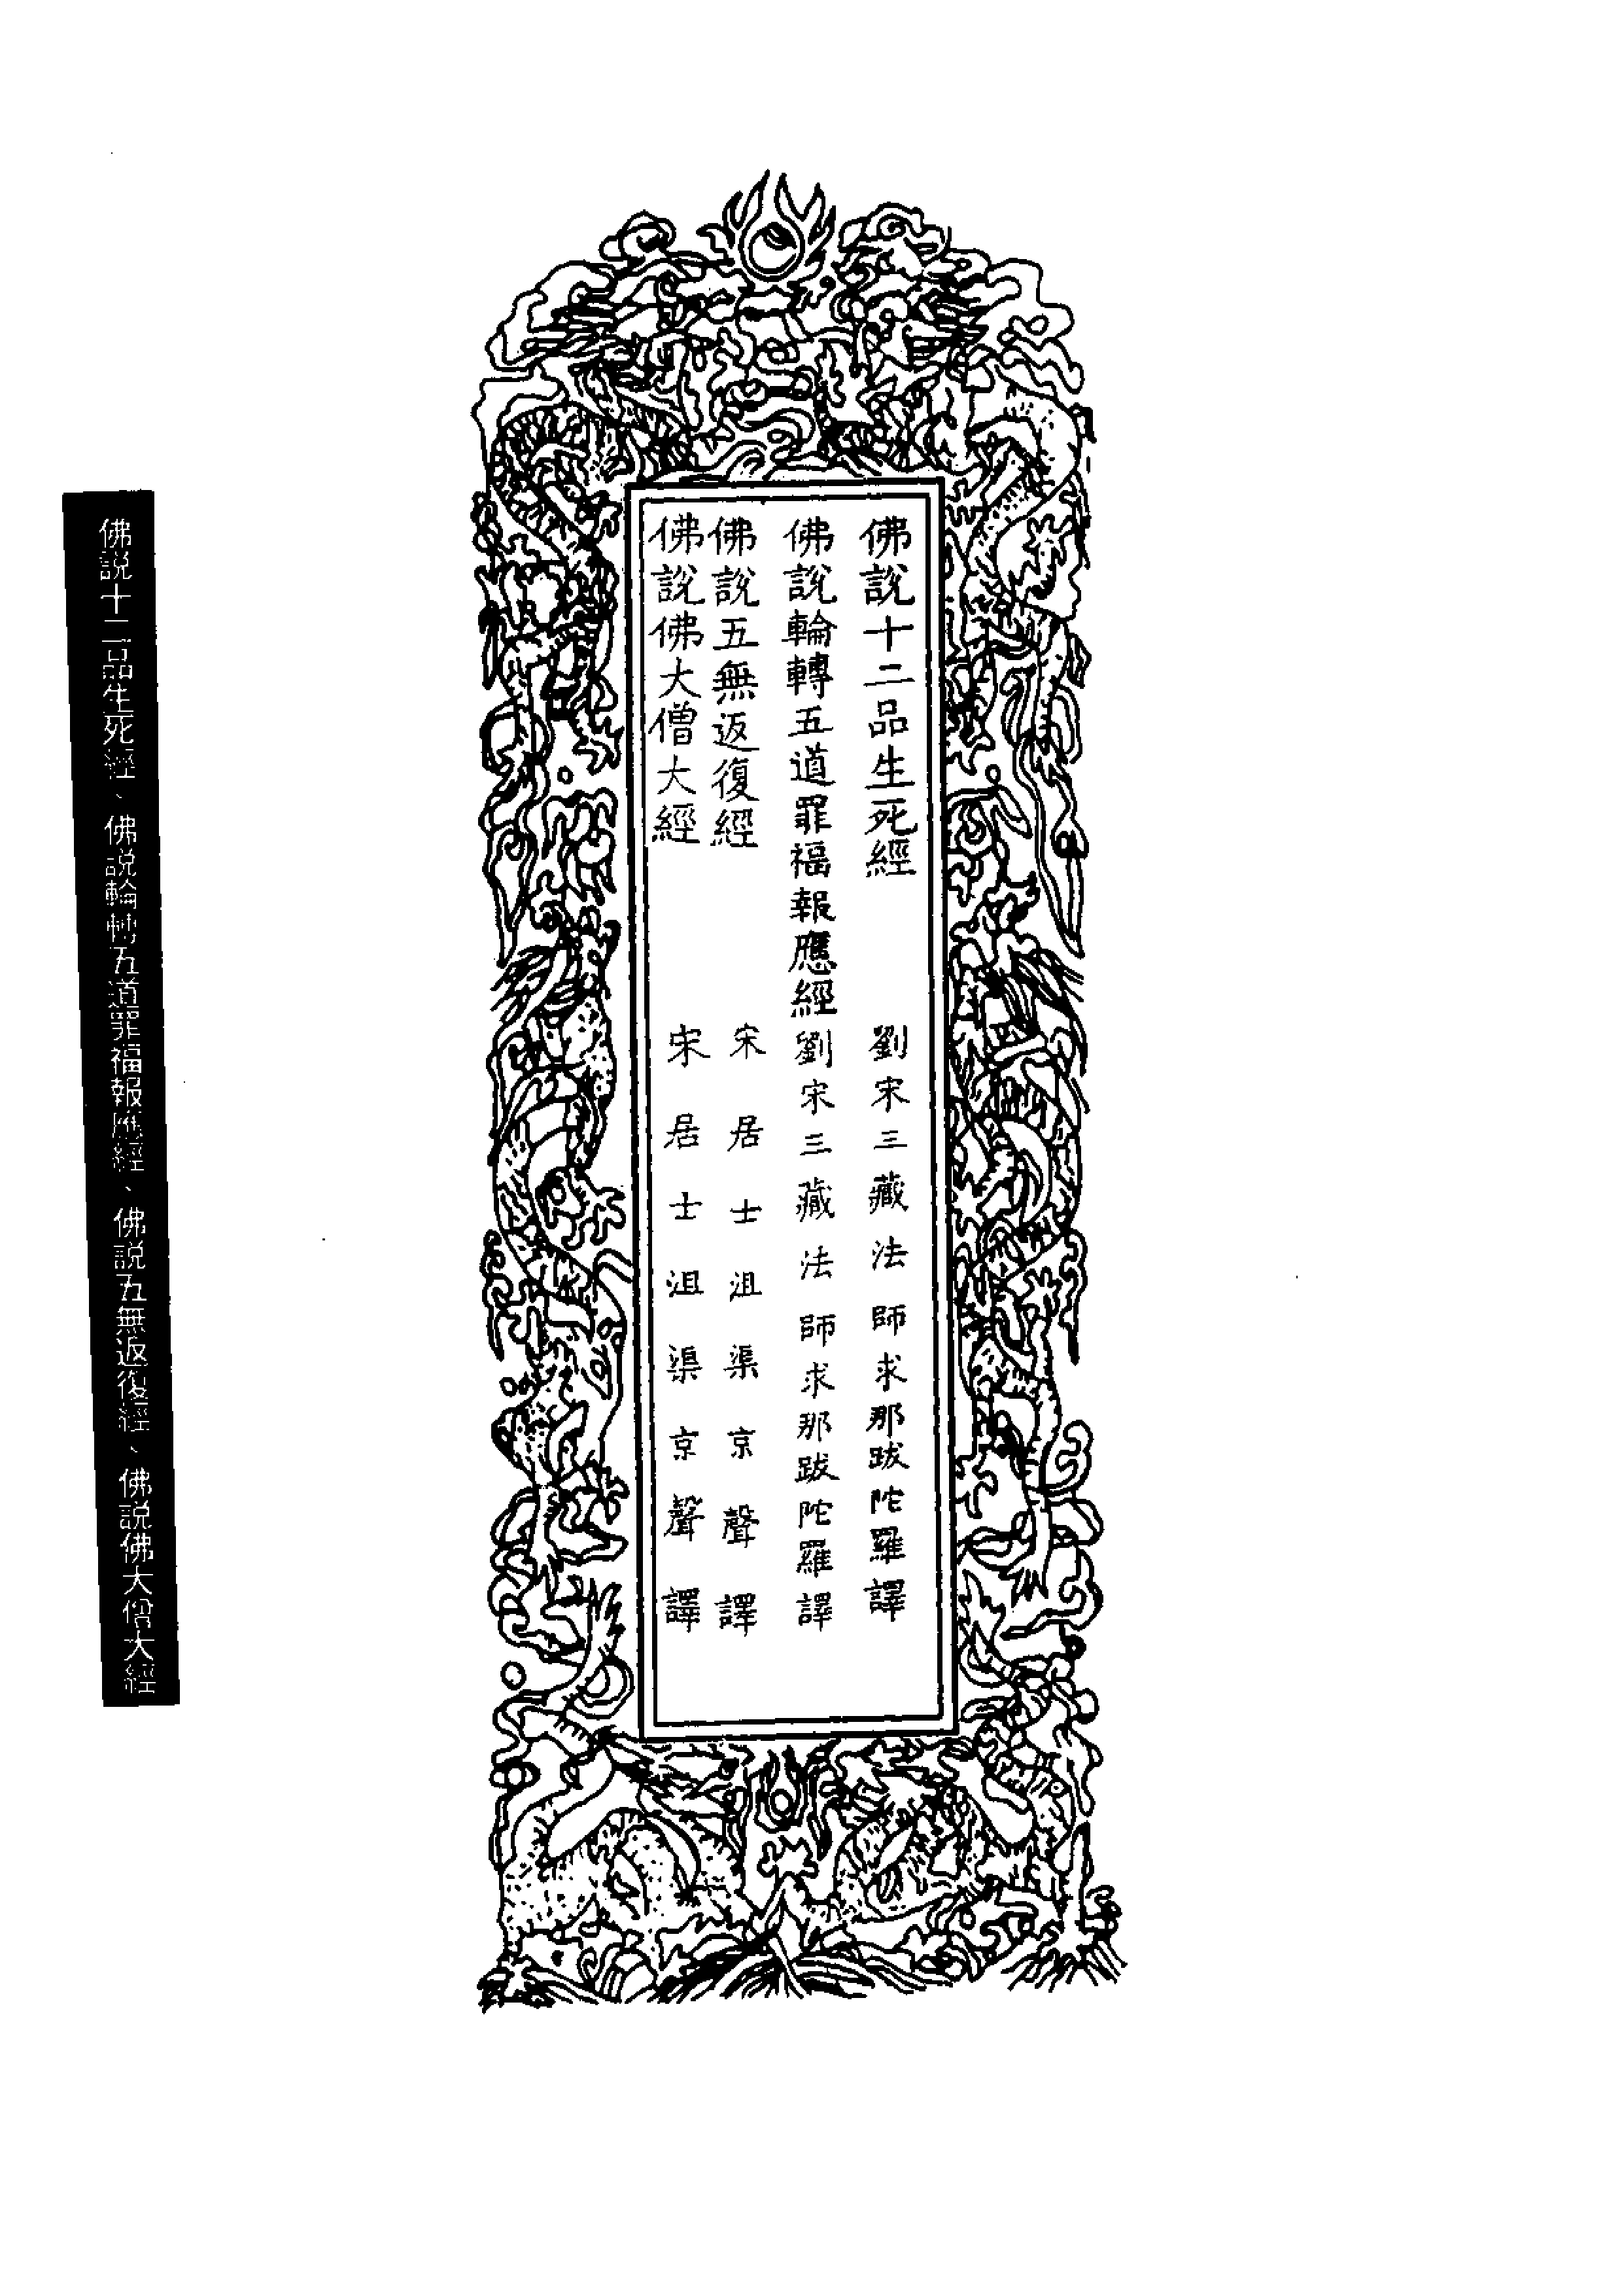 佛說十二品生死經 劉宋三藏法師求那跋陀羅譯
佛說輪轉五道罪福報應經 劉宋三藏法師求那跋陀羅譯
佛說五無返復經 宋居士沮渠京聲譯
佛說佛大僧大經 宋居士沮渠京聲譯
佛說十二品生死經、佛說輪轉五道罪福報應經、佛說五無返復經、佛說佛大僧大經